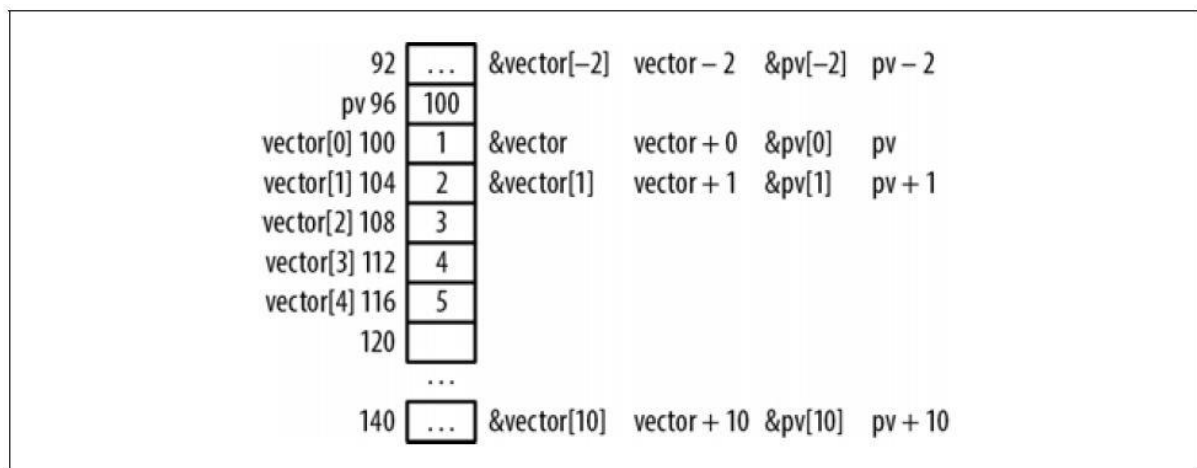 92 ... &vector[–2] vector – 2 &pv[–2] pv – 2
pv 96 100
vector[0] 100 1 &vector vector + 0 &pv[0] pv
vector[1] 104 2 &vector[1] vector + 1 &pv[1] pv + 1
vector[2] 108 3
vector[3] 112 4
vector[4] 116 5
120
...
140 ... &vector[10] vector + 10 &pv[10] pv + 10